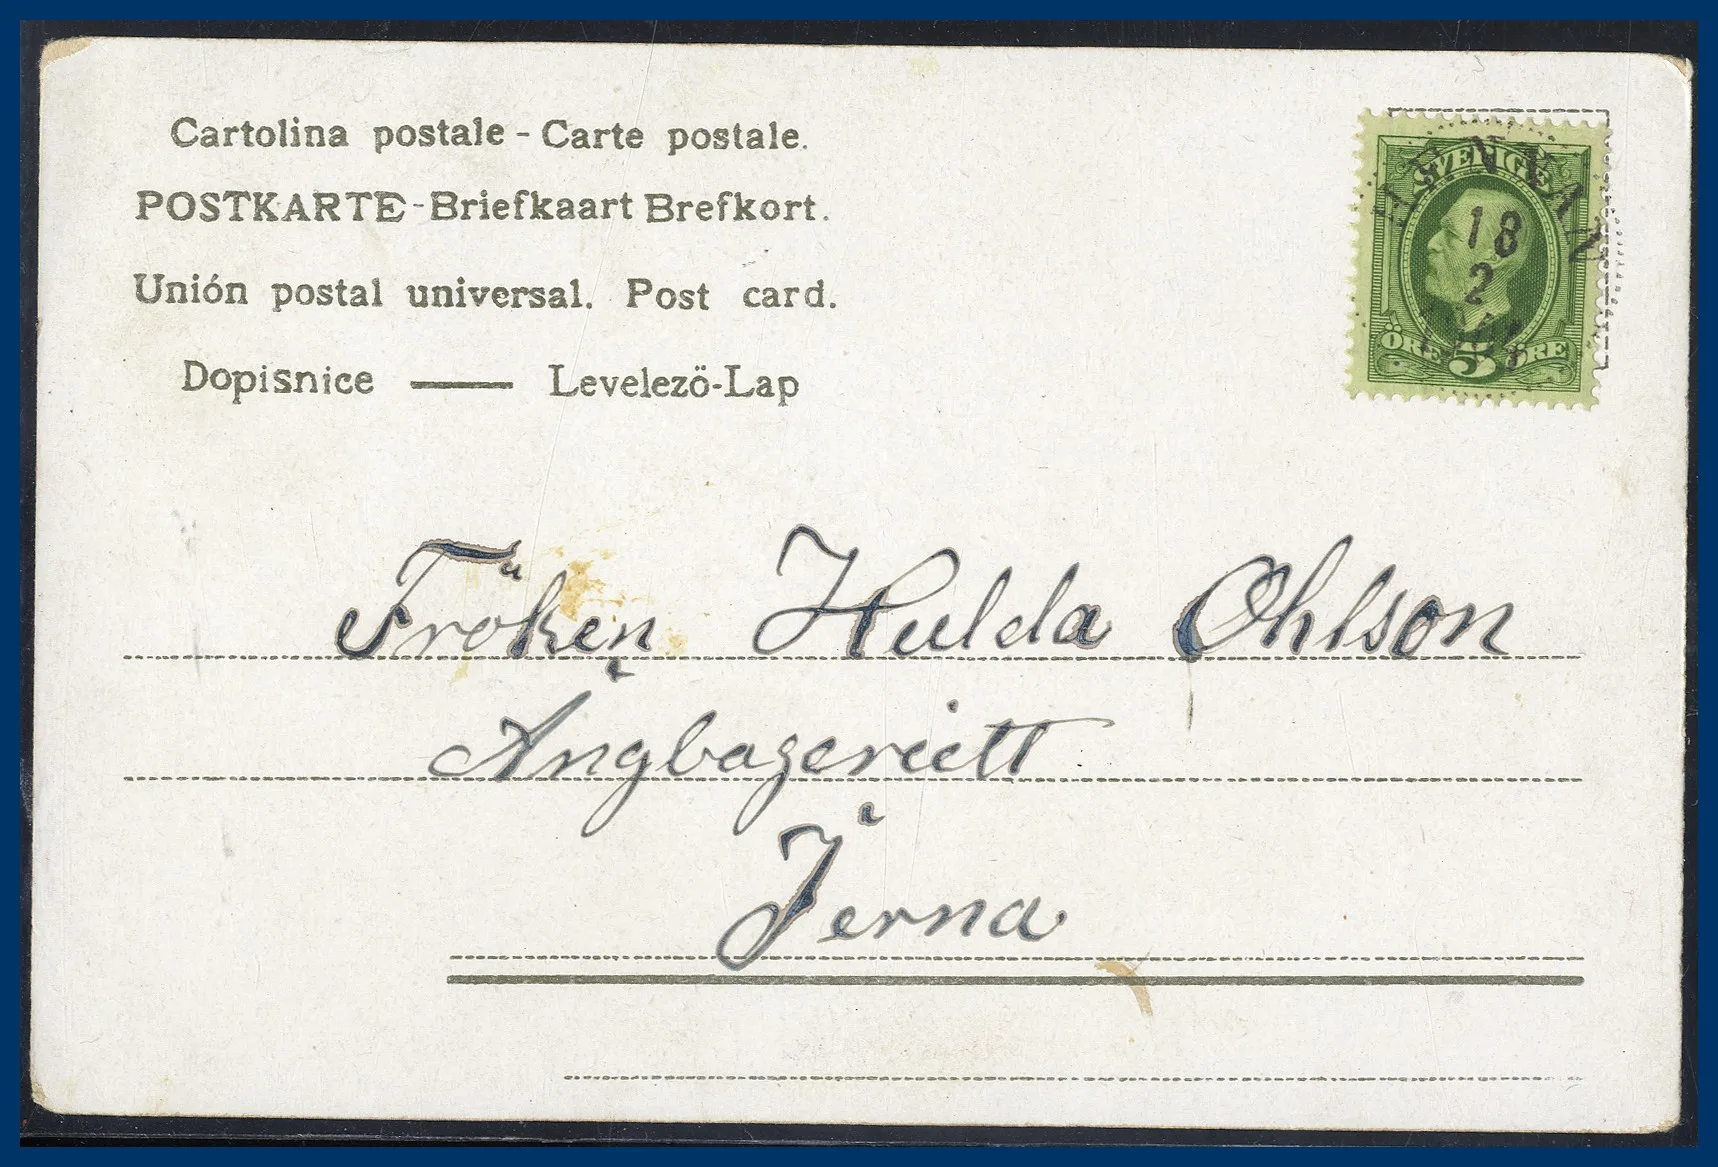 Cartolina postale - Carte postale.
POSTKARTE - Briefkaart Brefkort.
Unión postal universal. Post card.
Dopisnice — Levelezö-Lap
SVERIGE
18
2
ÖRE 5 ÖRE
Fröken Hulda Ohlson
Ångbageriett
Jerna